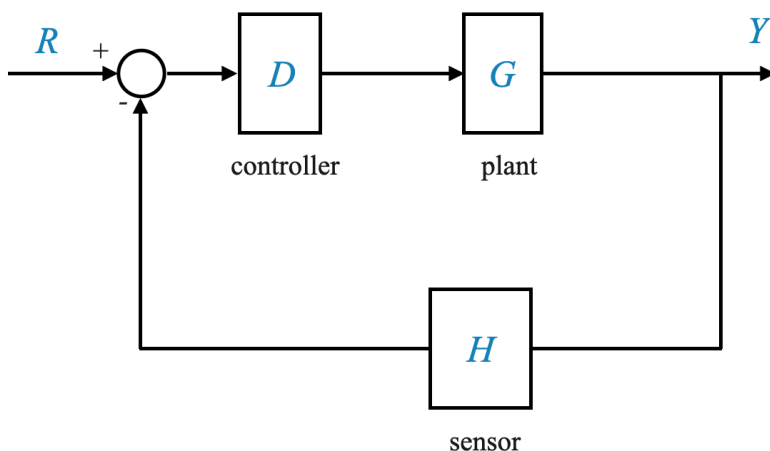 R
+
-
D
G
Y
controller
plant
H
sensor